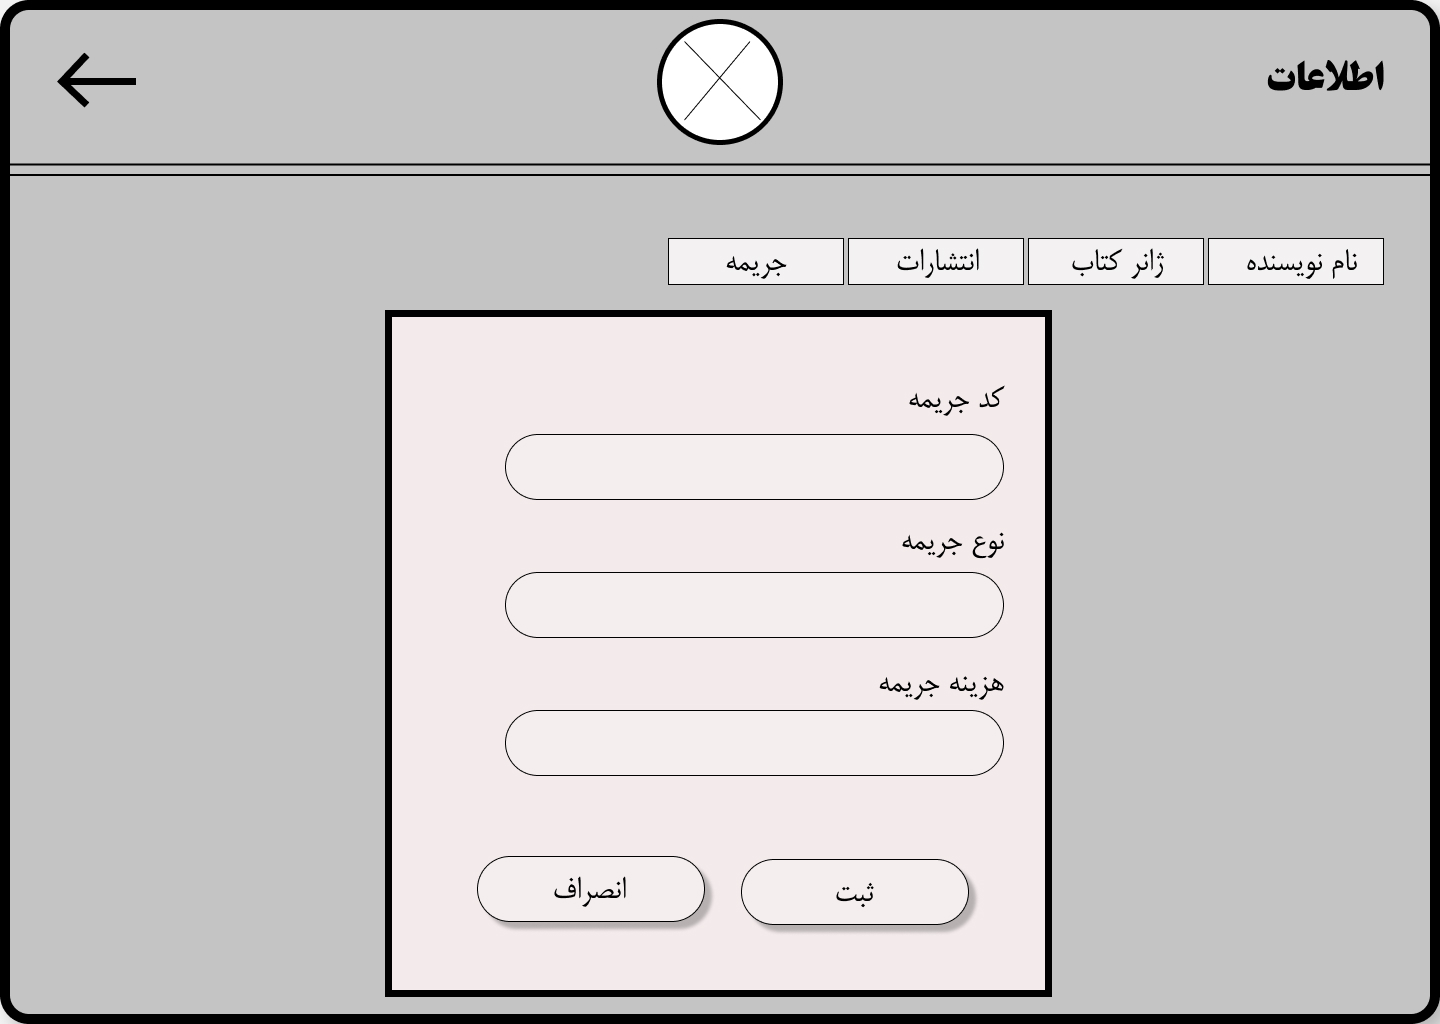 اطلاعات
نام نویسنده
ژانر کتاب
انتشارات
جریمه
کد جریمه
نوع جریمه
هزینه جریمه
ثبت
انصراف